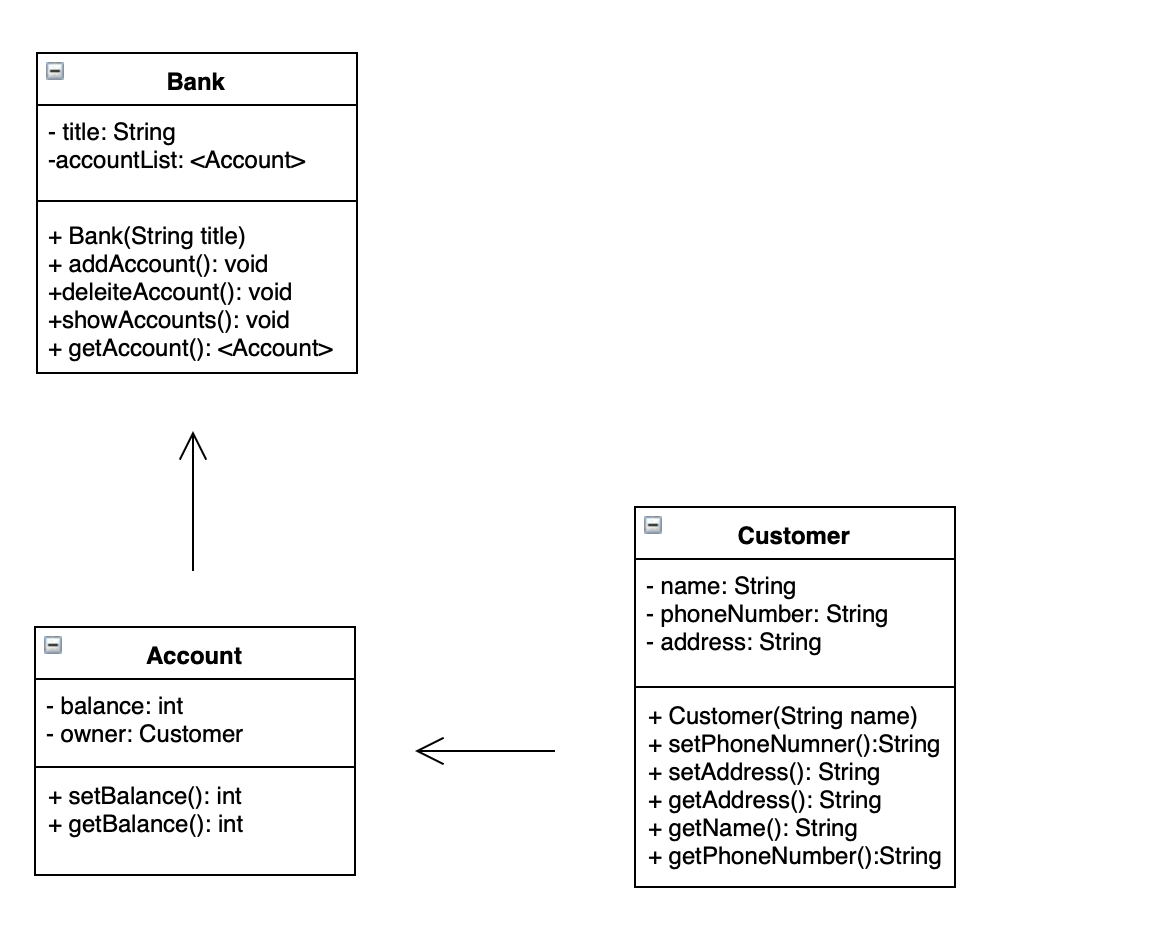 Bank
- title: String
-accountList: <Account>
+ Bank(String title)
+ addAccount(): void
+deleiteAccount(): void
+showAccounts(): void
+ getAccount(): <Account>
Account
- balance: int
- owner: Customer
+ setBalance(): int
+ getBalance(): int
Customer
- name: String
- phoneNumber: String
- address: String
+ Customer(String name)
+ setPhoneNumner():String
+ setAddress(): String
+ getAddress(): String
+ getName(): String
+ getPhoneNumber():String